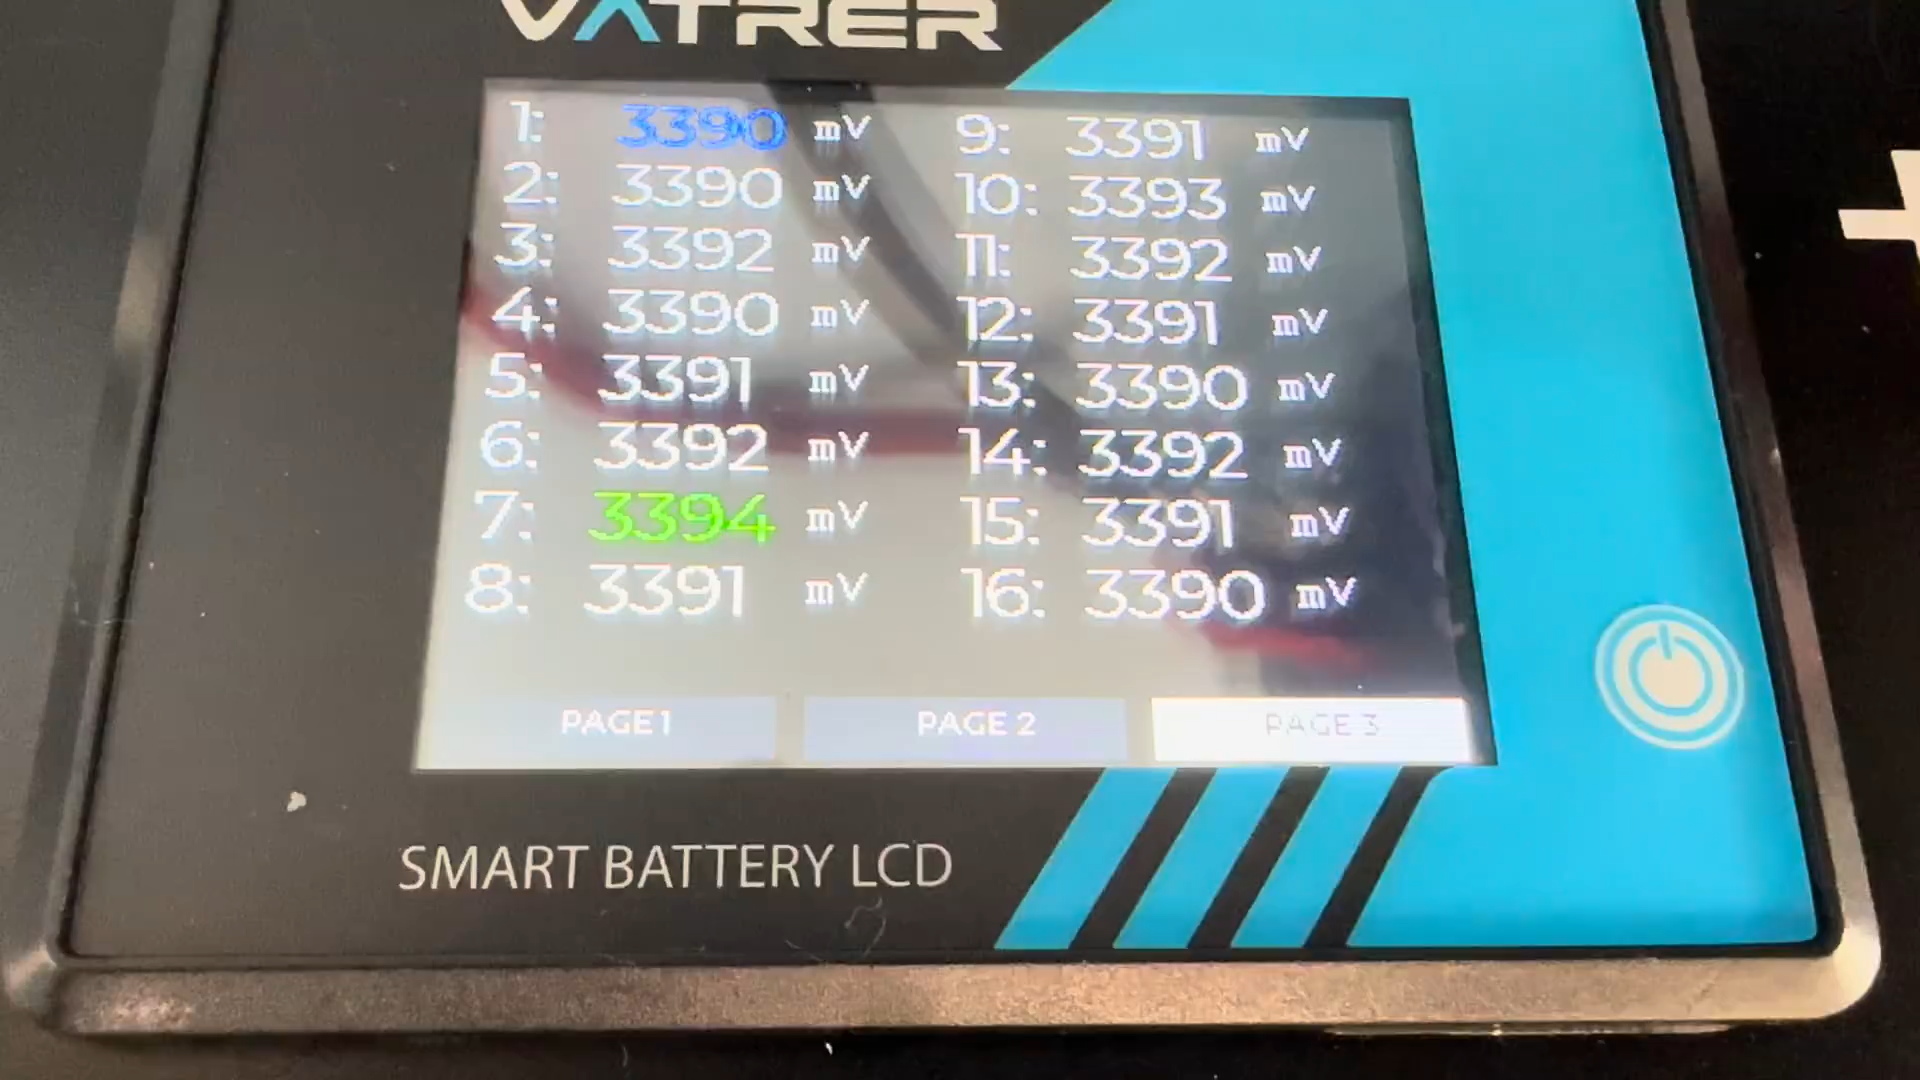 VATRER
1: 3390 mV 9: 3391 mV
2: 3390 mV 10: 3393 mV
3: 3392 mV 11: 3392 mV
4: 3390 mV 12: 3391 mV
5: 3391 mV 13: 3390 mV
6: 3392 mV 14: 3392 mV
7: 3394 mV 15: 3391 mV
8: 3391 mV 16: 3390 mV
PAGE 1 PAGE 2 PAGE 3
SMART BATTERY LCD